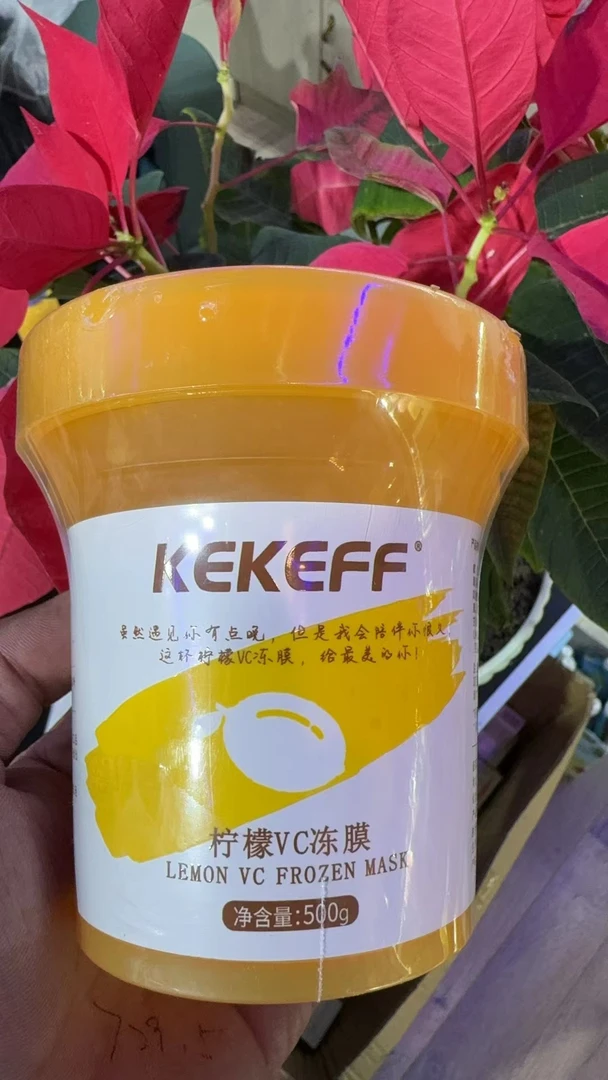 KEKEFF®
虽然遇见你有点晚，但是我会陪伴你很久
这杯柠檬VC冻膜，给最美的你！
柠檬VC冻膜
LEMON VC FROZEN MASK
净含量:500g